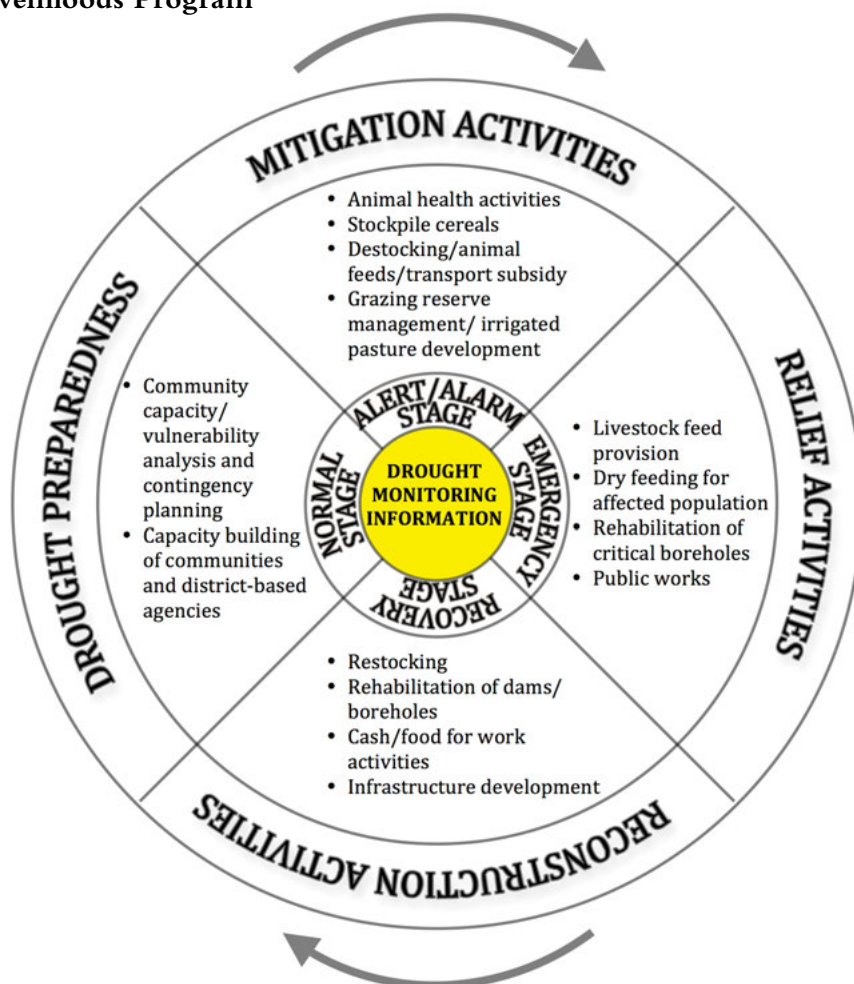 Program
MITIGATION ACTIVITIES
• Animal health activities
• Stockpile cereals
• Destocking/animal
feeds/transport subsidy
• Grazing reserve
management/ irrigated
pasture development
ALERT/ALARM
STAGE
RELIEF ACTIVITIES
• Livestock feed
provision
• Dry feeding for
affected population
• Rehabilitation of
critical boreholes
• Public works
EMERGENCY
STAGE
DROUGHT
MONITORING
INFORMATION
RECOVERY
STAGE
• Restocking
• Rehabilitation of dams/
boreholes
• Cash/food for work
activities
• Infrastructure development
RECONSTRUCTION ACTIVITIES
DROUGHT PREPAREDNESS
• Community
capacity/
vulnerability
analysis and
contingency
planning
• Capacity building
of communities
and district-based
agencies
NORMAL
STAGE